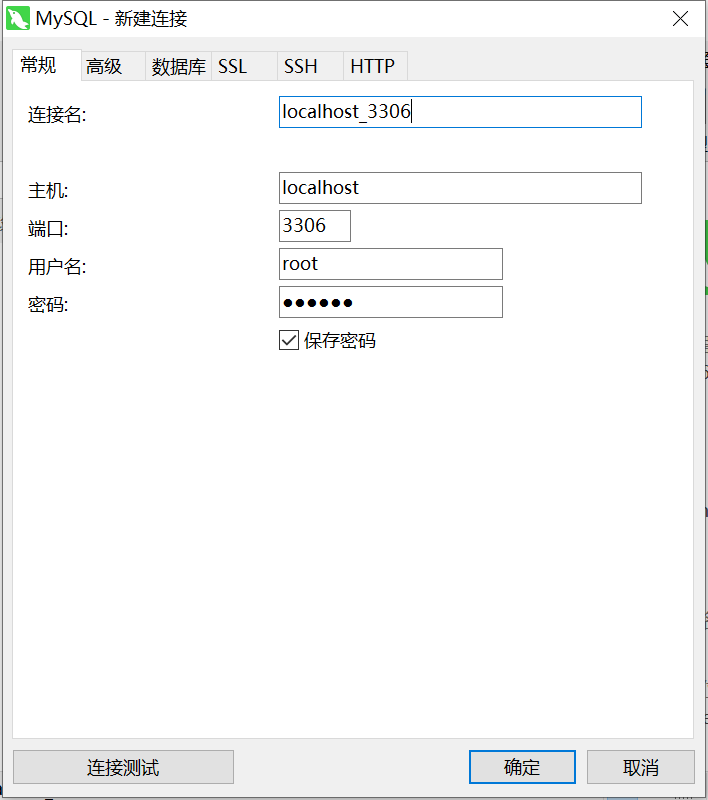 MySQL - 新建连接
常规 高级 数据库 SSL SSH HTTP
连接名: localhost_3306
主机: localhost
端口: 3306
用户名: root
密码: ●●●●●●
保存密码
连接测试 确定 取消